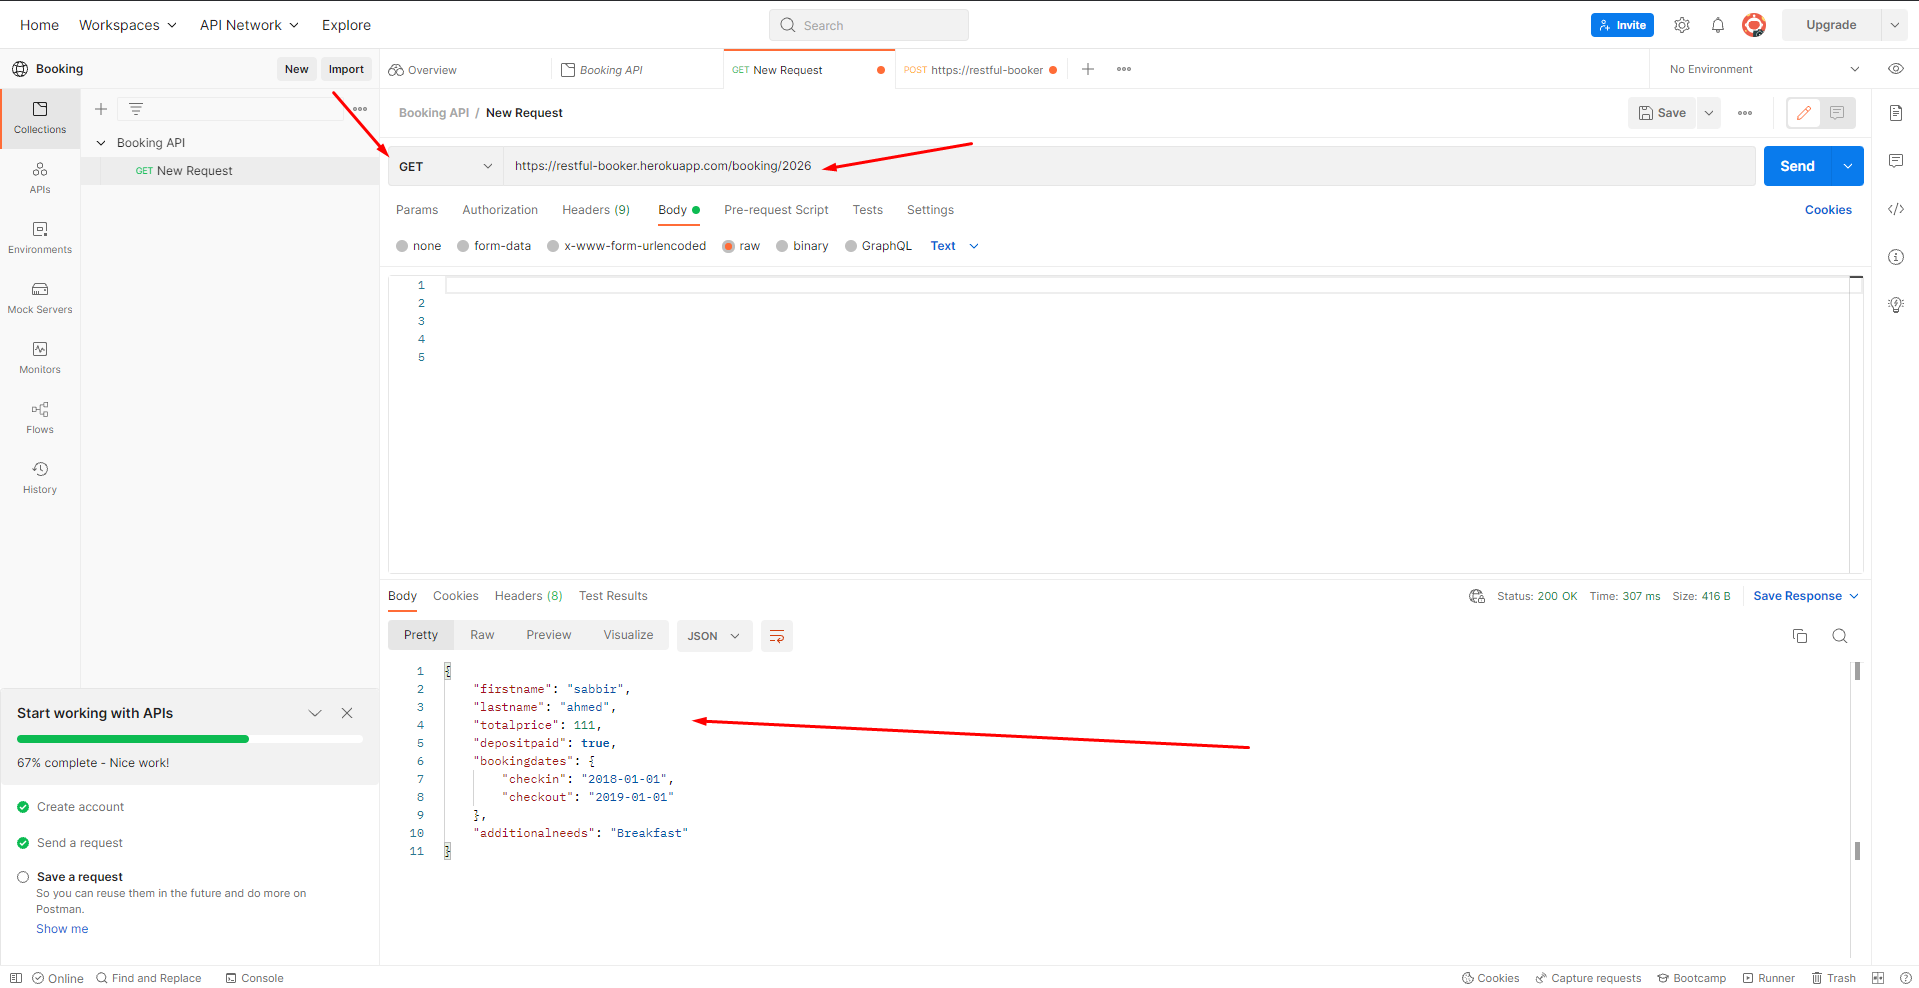 Home Workspaces API Network Explore Search Invite Upgrade
Booking New Import Overview Booking API GET New Request POST https://restful-booker No Environment
Collections
APIs
Environments
Mock Servers
Monitors
Flows
History
Booking API
GET New Request
Booking API / New Request Save
GET https://restful-booker.herokuapp.com/booking/2026 Send
Params Authorization Headers (9) Body Pre-request Script Tests Settings Cookies
none form-data x-www-form-urlencoded raw binary GraphQL Text
1
2
3
4
5
Body Cookies Headers (8) Test Results Status: 200 OK Time: 307 ms Size: 416 B Save Response
Pretty Raw Preview Visualize JSON
1 {
2 "firstname": "sabbir",
3 "lastname": "ahmed",
4 "totalprice": 111,
5 "depositpaid": true,
6 "bookingdates": {
7 "checkin": "2018-01-01",
8 "checkout": "2019-01-01"
9 },
10 "additionalneeds": "Breakfast"
11 }
Start working with APIs
67% complete - Nice work!
Create account
Send a request
Save a request
So you can reuse them in the future and do more on
Postman.
Show me
Online Find and Replace Console Cookies Capture requests Bootcamp Runner Trash